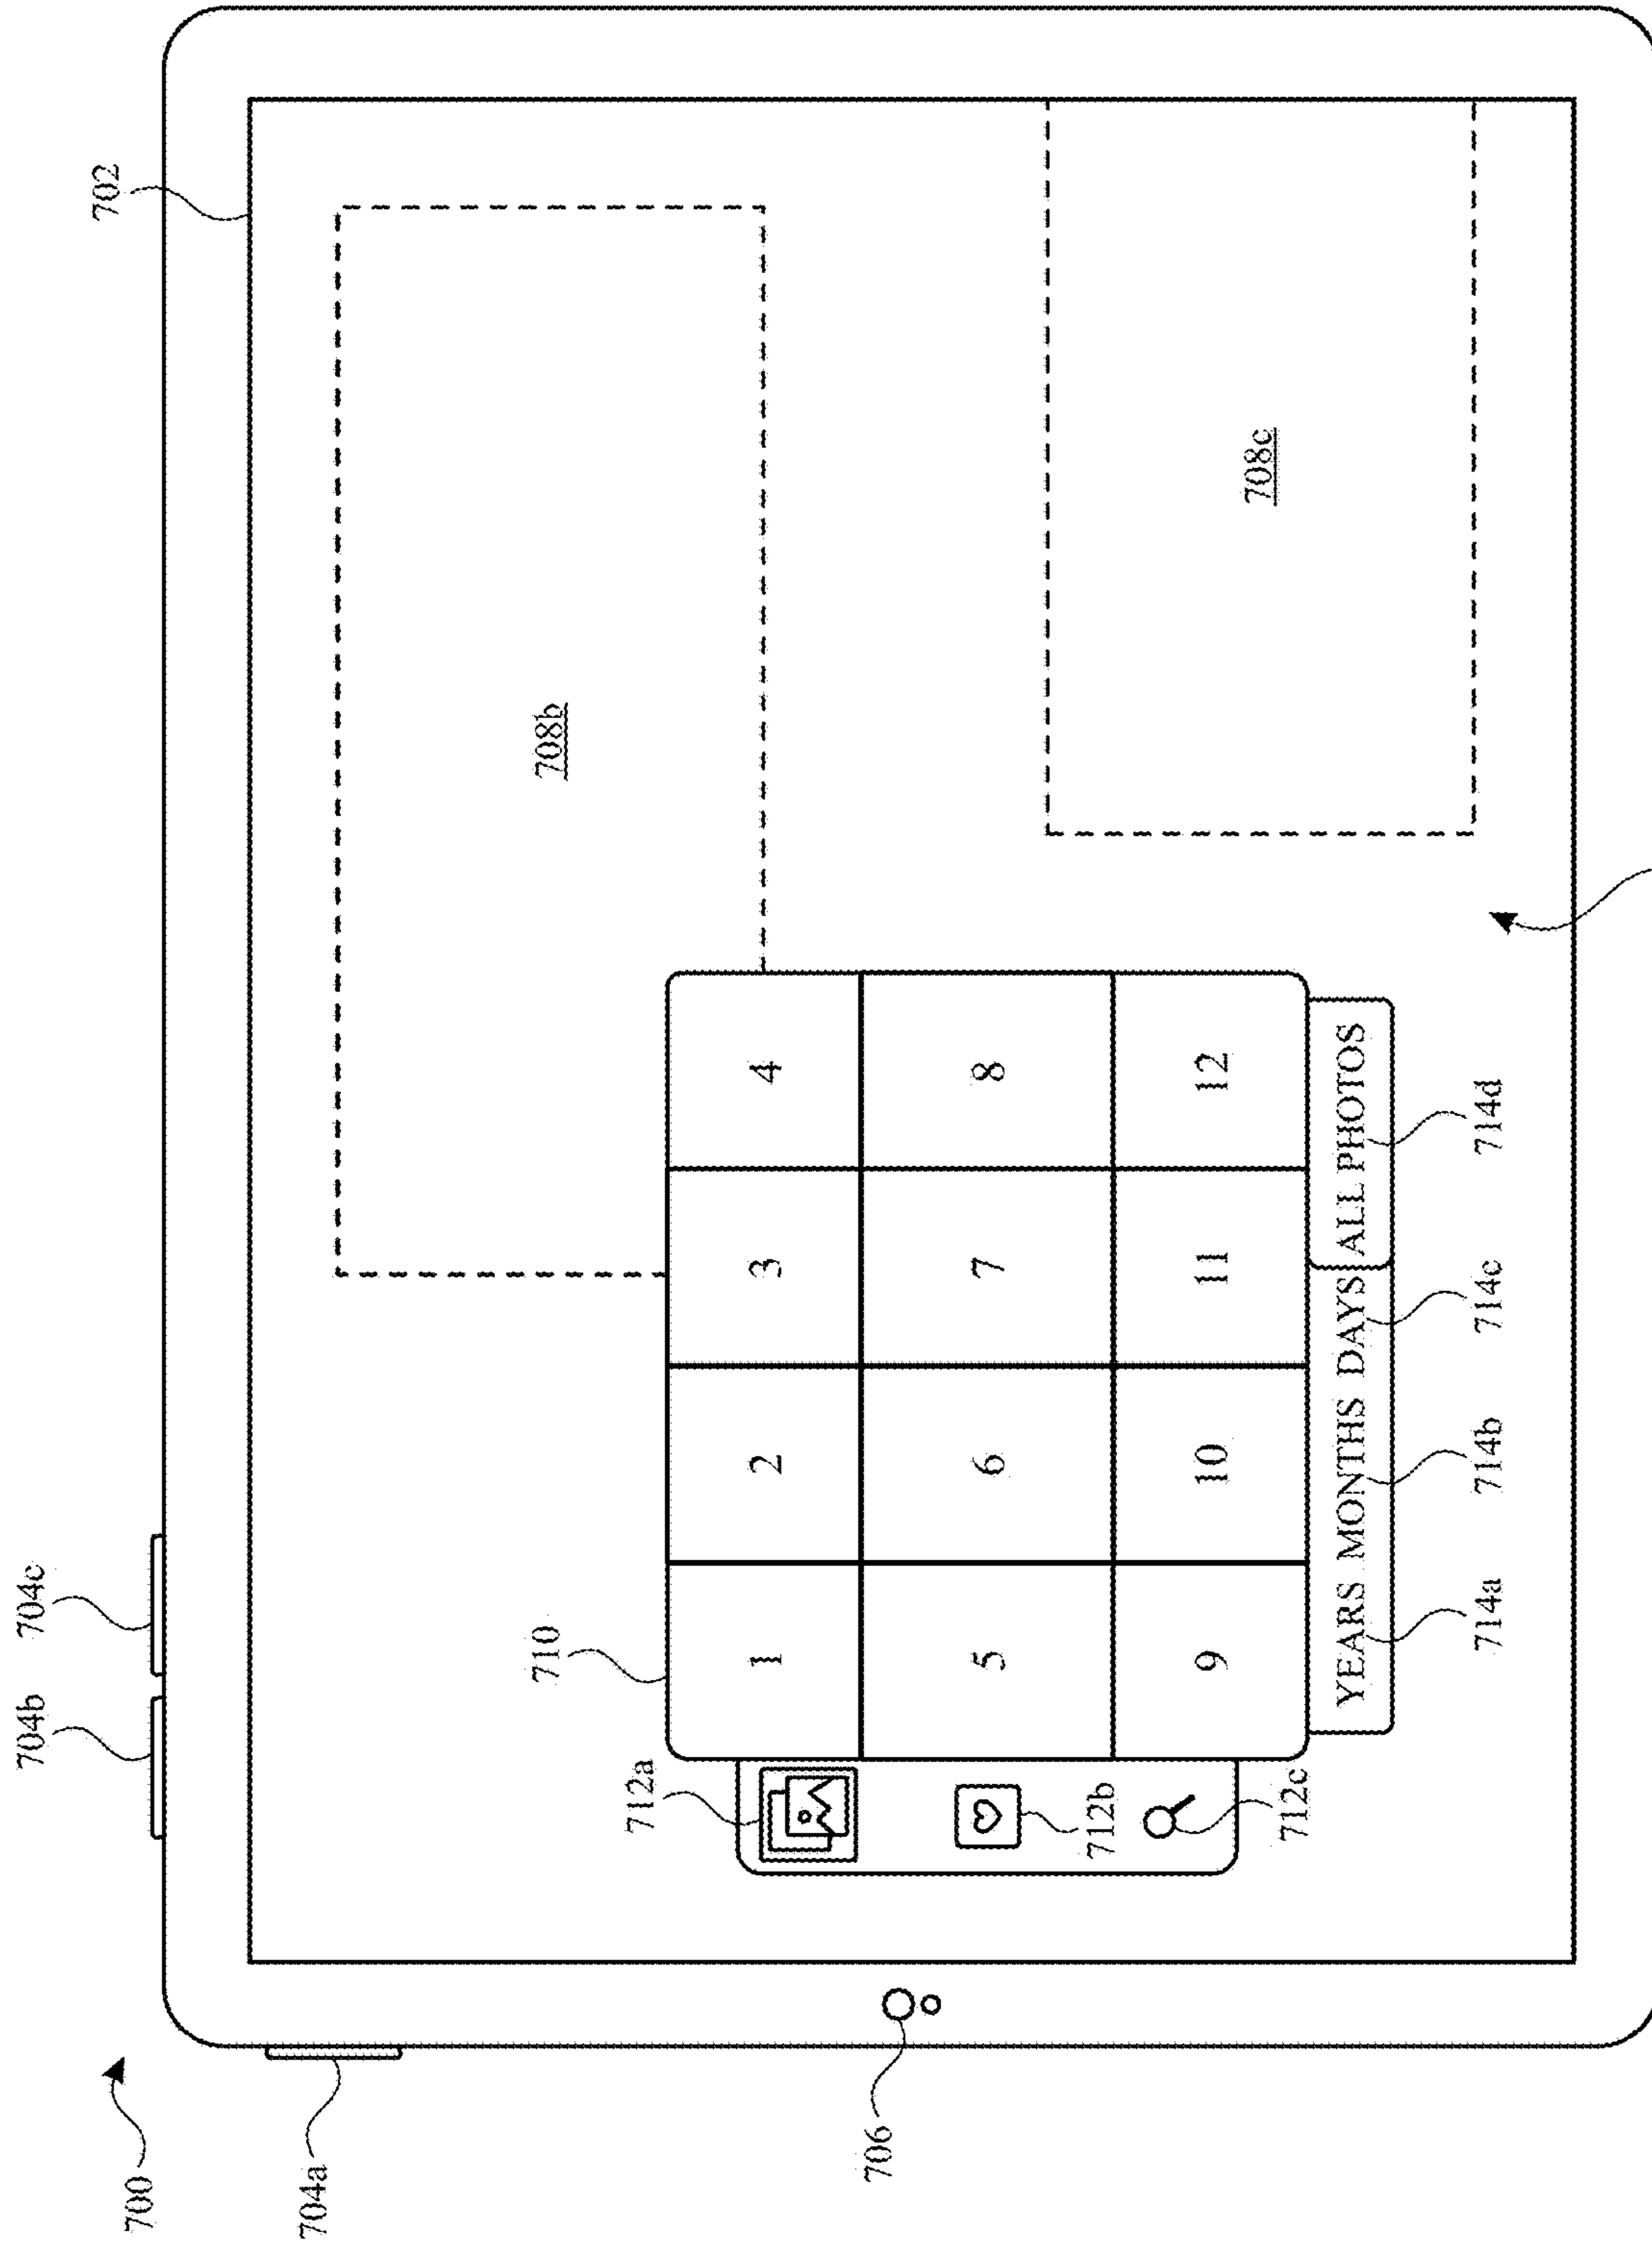 704b 704c
702
700
704a
708b
710
712a
1 2 3 4
706
5 6 7 8
712b
708c
9 10 11 12
712c
YEARS MONTHS DAYS ALL PHOTOS
714a 714b 714c 714d